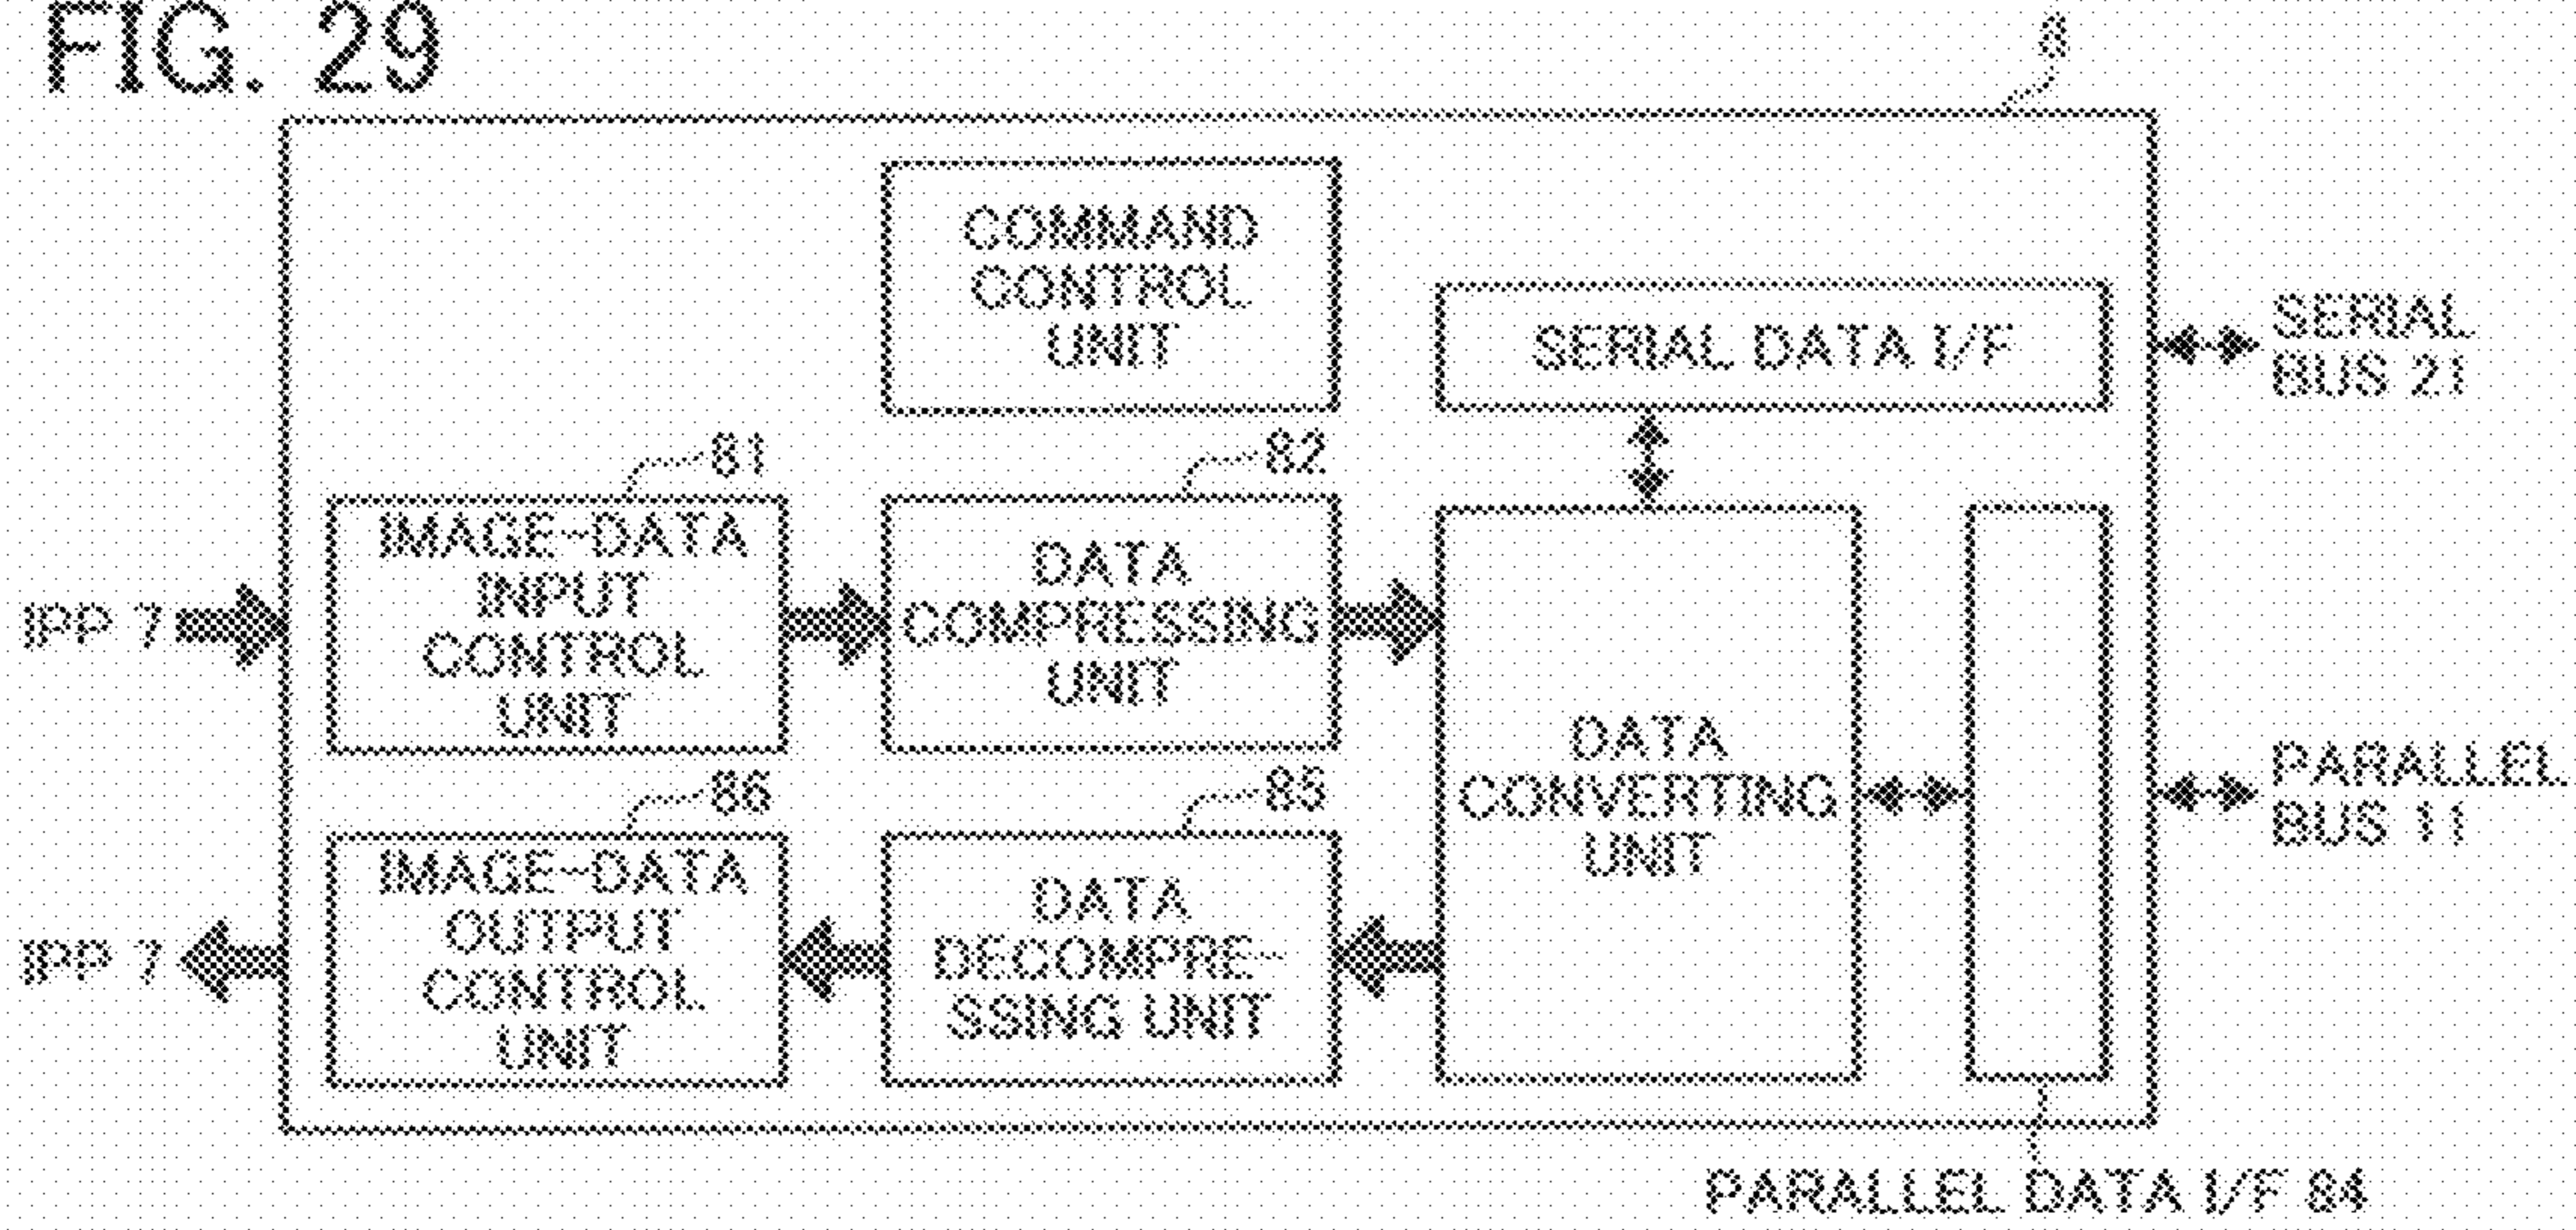 FIG. 29
8
COMMAND
CONTROL
UNIT
SERIAL DATA I/F
SERIAL
BUS 21
81
82
IMAGE-DATA
INPUT
CONTROL
UNIT
DATA
COMPRESSING
UNIT
IPP 7
DATA
CONVERTING
UNIT
PARALLEL
BUS 11
86
85
IMAGE-DATA
OUTPUT
CONTROL
UNIT
DATA
DECOMPRE-
SSING UNIT
IPP 7
PARALLEL DATA I/F 84